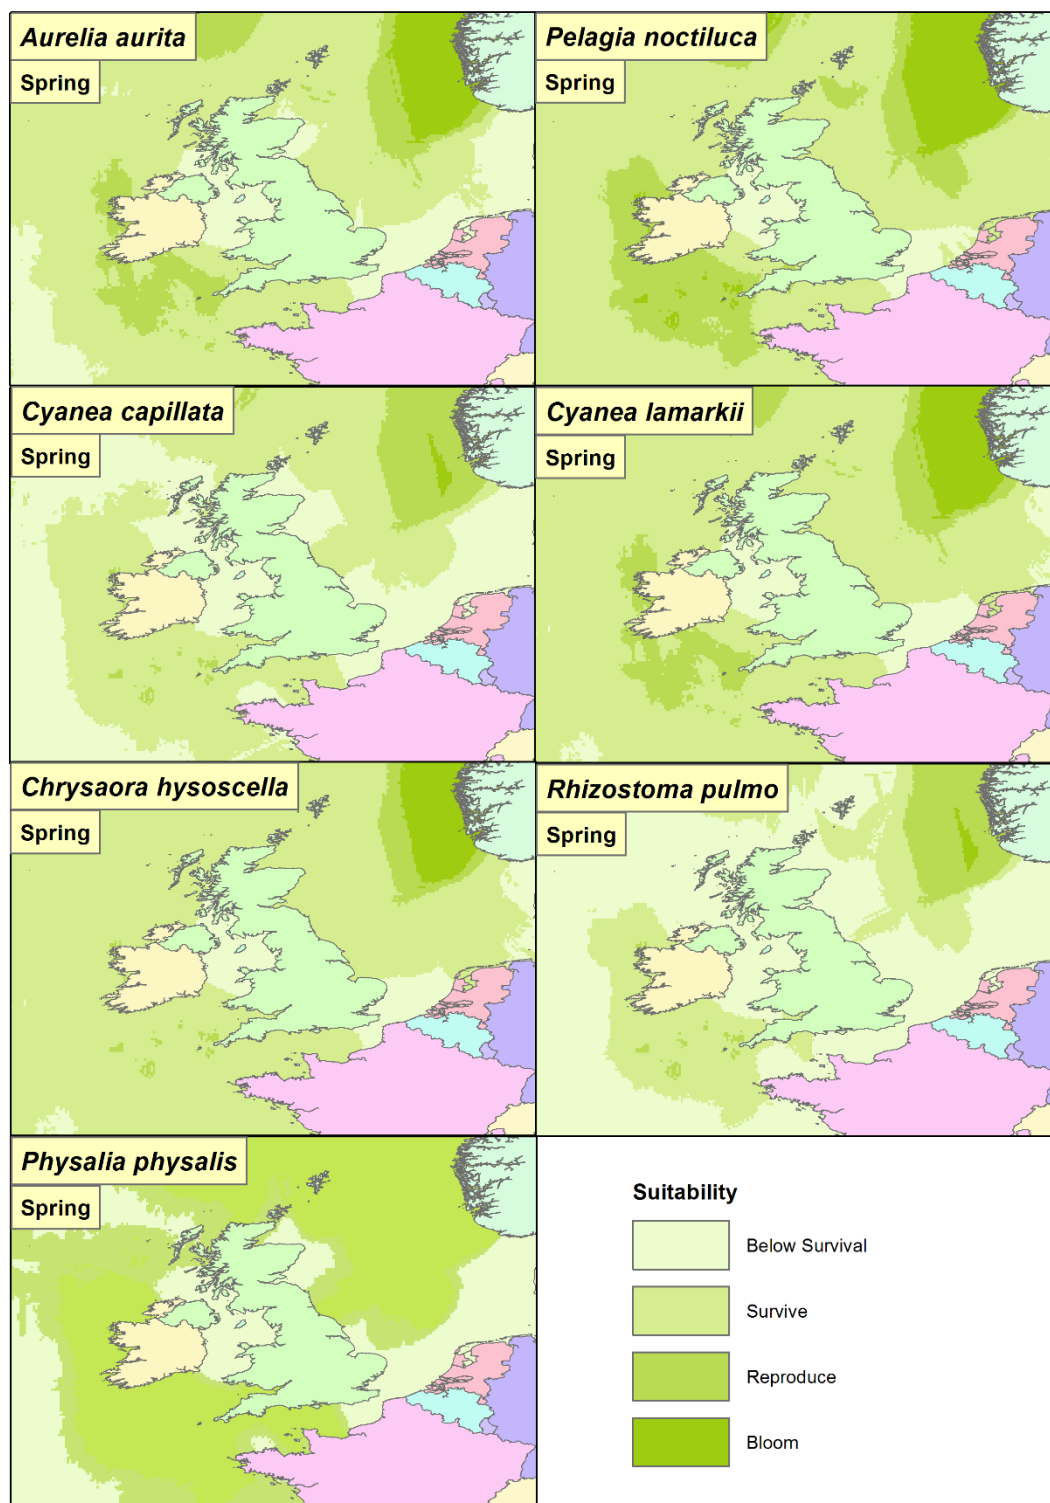 Aurelia aurita
Spring
Pelagia noctiluca
Spring
Cyanea capillata
Spring
Cyanea lamarkii
Spring
Chrysaora hysoscella
Spring
Rhizostoma pulmo
Spring
Physalia physalis
Spring
Suitability
Below Survival
Survive
Reproduce
Bloom